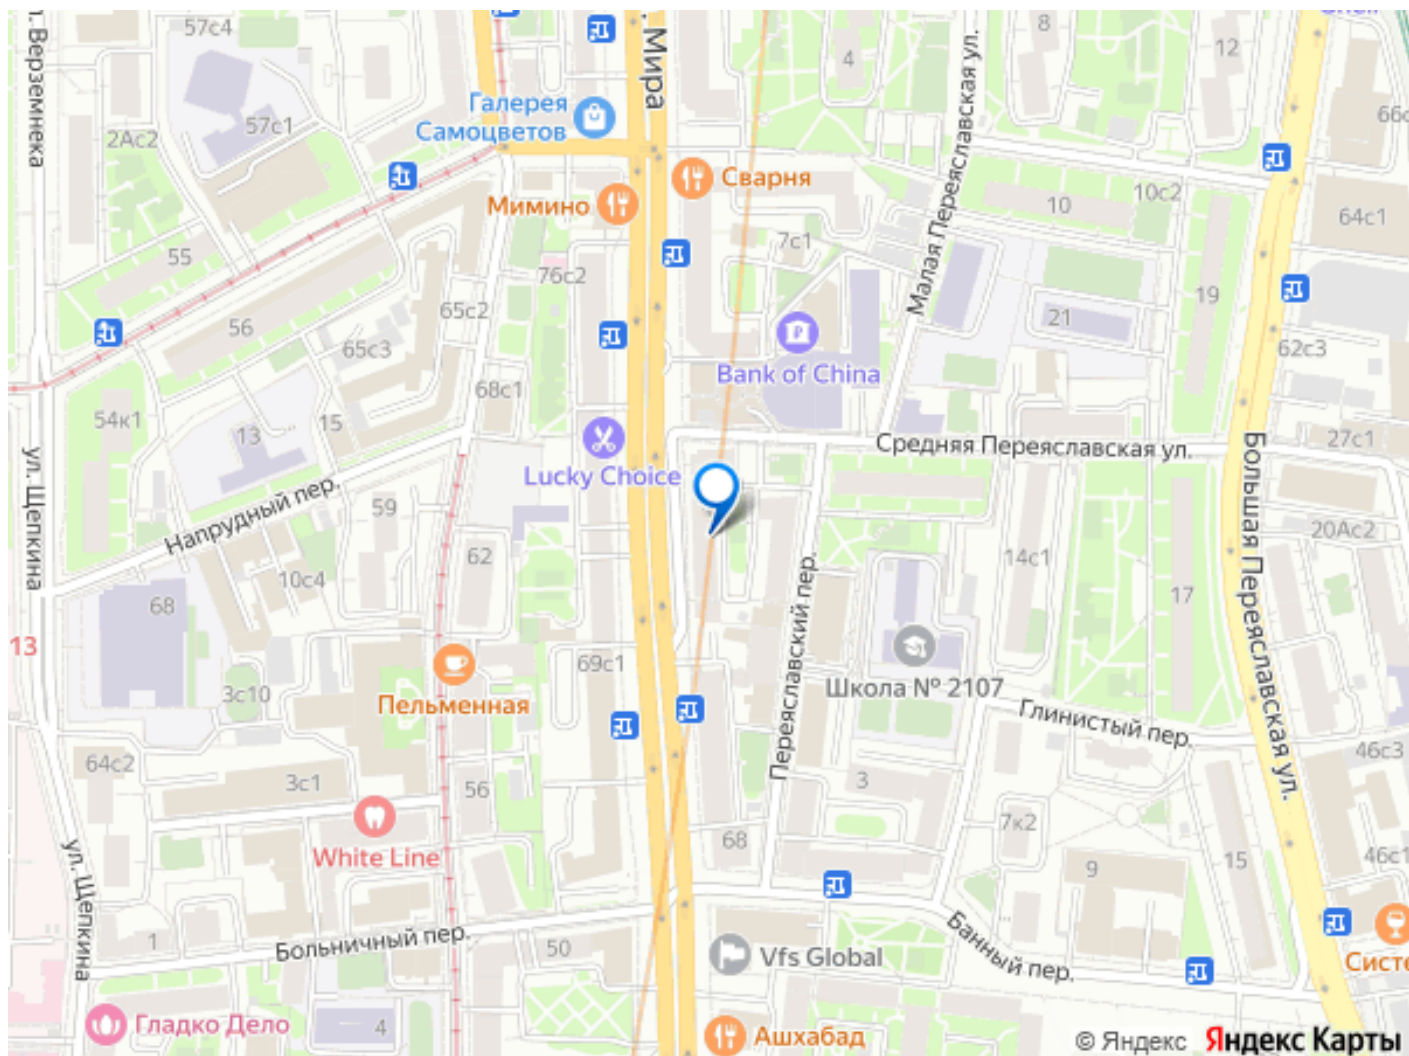 57с4
8
12
4
. Мира
л. Верземнека
Галерея
Самоцветов
57с1
2Ас2
66с
Малая Переяславская ул.
Сварня
10с2
Мимино
10
64с1
7с1
55
76с2
65с2
19
56
21
65с3
62с3
Bank of China
68с1
54к1
15
13
Средняя Переяславская ул.
27с1
Lucky Choice
ул. Щепкина
Напрудный пер.
59
20Ас2
62
14с1
10с4
68
17
Большая Переяславская ул.
Переяславский пер.
13
69с1
3с10
Школа № 2107
Пельменная
Глинистый пер.
46с3
64с2
3с1
56
3
7к2
White Line
68
9
15
46с1
ул. Щепкина
Больничный пер.
1
50
Банный пер.
Vfs Global
Систе
Гладко Дело
4
Ашхабад
© Яндекс Яндекс Карты